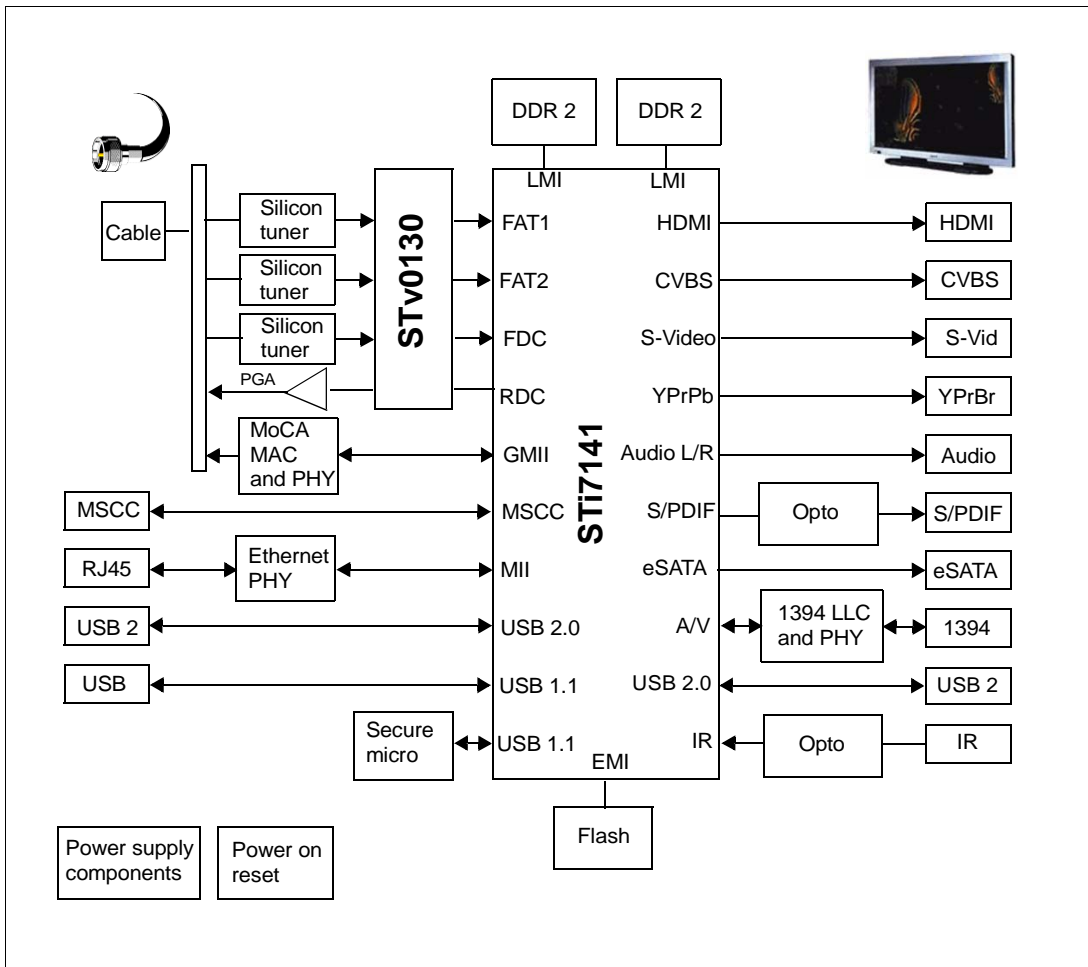 DDR 2
DDR 2
LMI
LMI
Cable
Silicon
tuner
Silicon
tuner
Silicon
tuner
PGA
MoCA
MAC
and PHY
STv0130
FAT1
FAT2
FDC
RDC
GMII
MSCC
MII
USB 2.0
USB 1.1
USB 1.1
STi7141
HDMI
CVBS
S-Video
YPrPb
Audio L/R
S/PDIF
eSATA
A/V
USB 2.0
IR
EMI
MSCC
RJ45
Ethernet
PHY
USB 2
USB
Secure
micro
Opto
1394 LLC
and PHY
Opto
HDMI
CVBS
S-Vid
YPrBr
Audio
S/PDIF
eSATA
1394
USB 2
IR
Flash
Power supply
components
Power on
reset